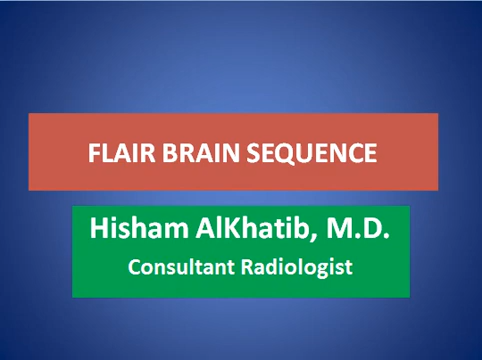 FLAIR BRAIN SEQUENCE
Hisham AlKhatib, M.D.
Consultant Radiologist